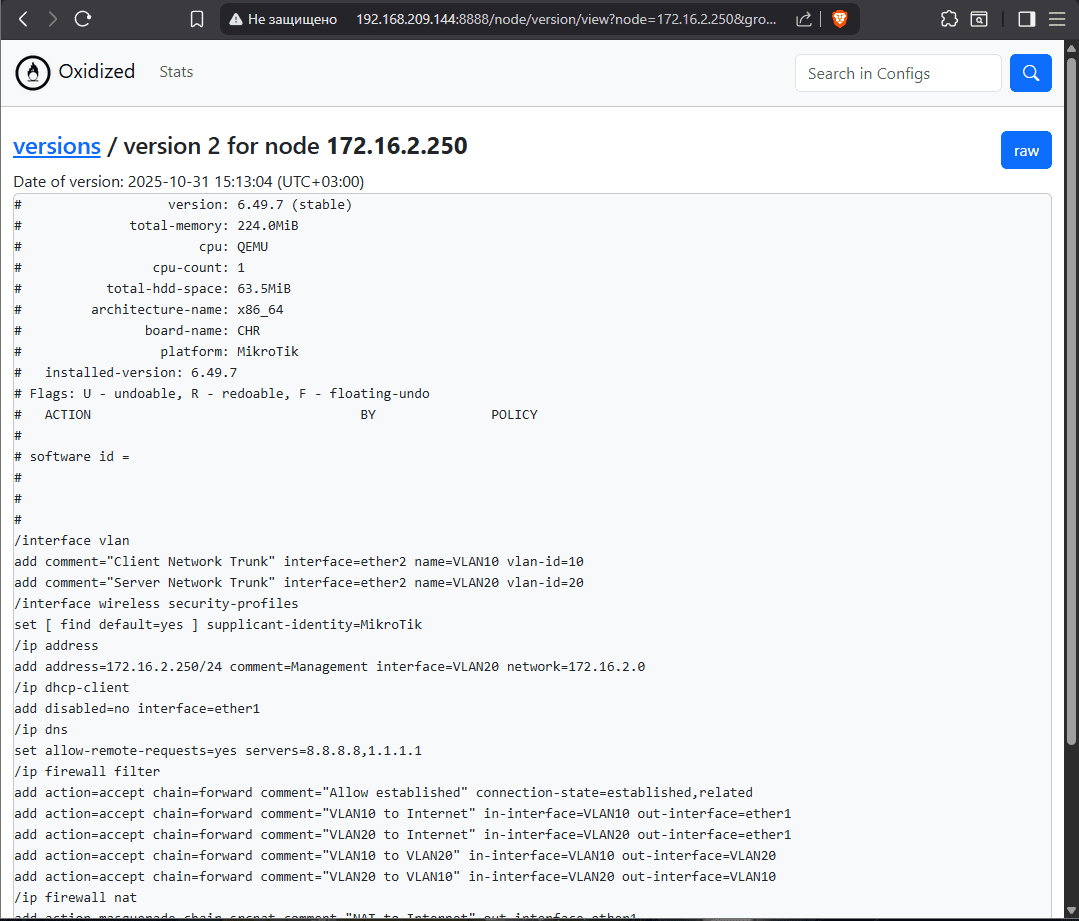 Не защищено 192.168.209.144:8888/node/version/view?node=172.16.2.250&gro...
Oxidized Stats Search in Configs
versions / version 2 for node 172.16.2.250
raw
Date of version: 2025-10-31 15:13:04 (UTC+03:00)
# version: 6.49.7 (stable)
# total-memory: 224.0MiB
# cpu: QEMU
# cpu-count: 1
# total-hdd-space: 63.5MiB
# architecture-name: x86_64
# board-name: CHR
# platform: MikroTik
# installed-version: 6.49.7
# Flags: U - undoable, R - redoable, F - floating-undo
# ACTION BY POLICY
#
# software id =
#
#
#
/interface vlan
add comment="Client Network Trunk" interface=ether2 name=VLAN10 vlan-id=10
add comment="Server Network Trunk" interface=ether2 name=VLAN20 vlan-id=20
/interface wireless security-profiles
set [ find default=yes ] supplicant-identity=MikroTik
/ip address
add address=172.16.2.250/24 comment=Management interface=VLAN20 network=172.16.2.0
/ip dhcp-client
add disabled=no interface=ether1
/ip dns
set allow-remote-requests=yes servers=8.8.8.8,1.1.1.1
/ip firewall filter
add action=accept chain=forward comment="Allow established" connection-state=established,related
add action=accept chain=forward comment="VLAN10 to Internet" in-interface=VLAN10 out-interface=ether1
add action=accept chain=forward comment="VLAN20 to Internet" in-interface=VLAN20 out-interface=ether1
add action=accept chain=forward comment="VLAN10 to VLAN20" in-interface=VLAN10 out-interface=VLAN20
add action=accept chain=forward comment="VLAN20 to VLAN10" in-interface=VLAN20 out-interface=VLAN10
/ip firewall nat
add action=masquerade chain=srcnat comment="NAT to Internet" out-interface=ether1